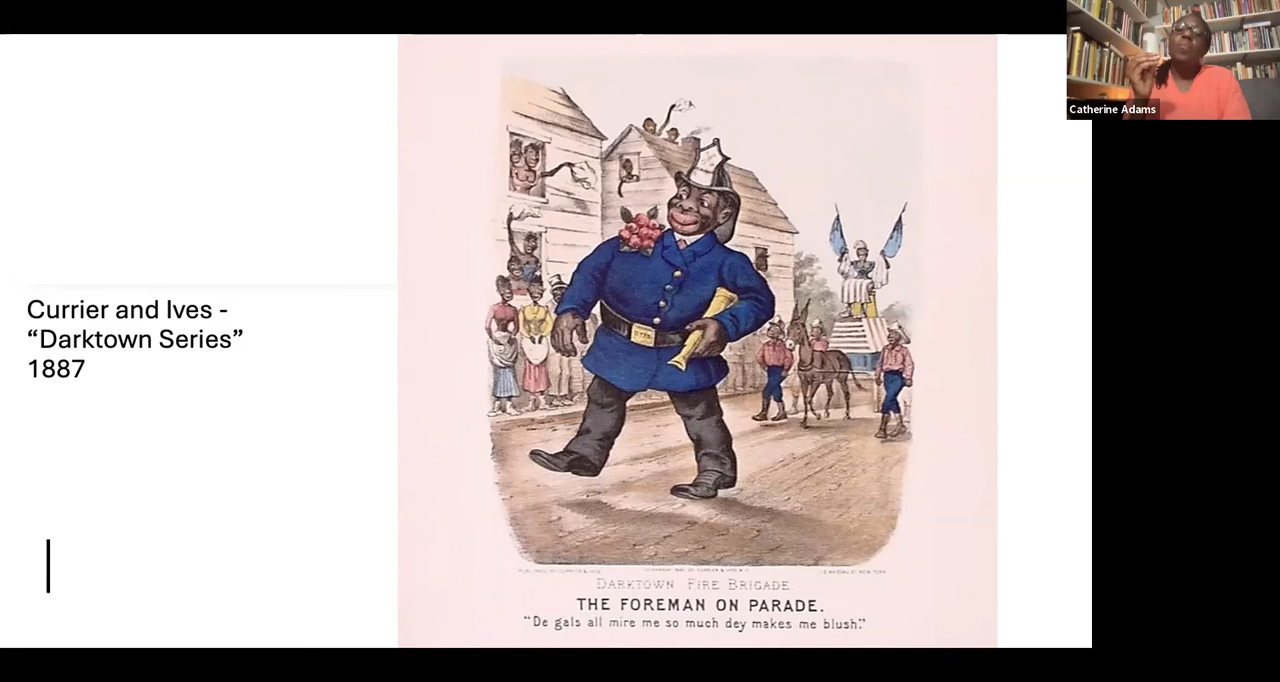 Catherine Adams
Currier and Ives -
“Darktown Series”
1887
DARKTOWN FIRE BRIGADE.
THE FOREMAN ON PARADE.
“De gals all mire me so much dey makes me blush.”